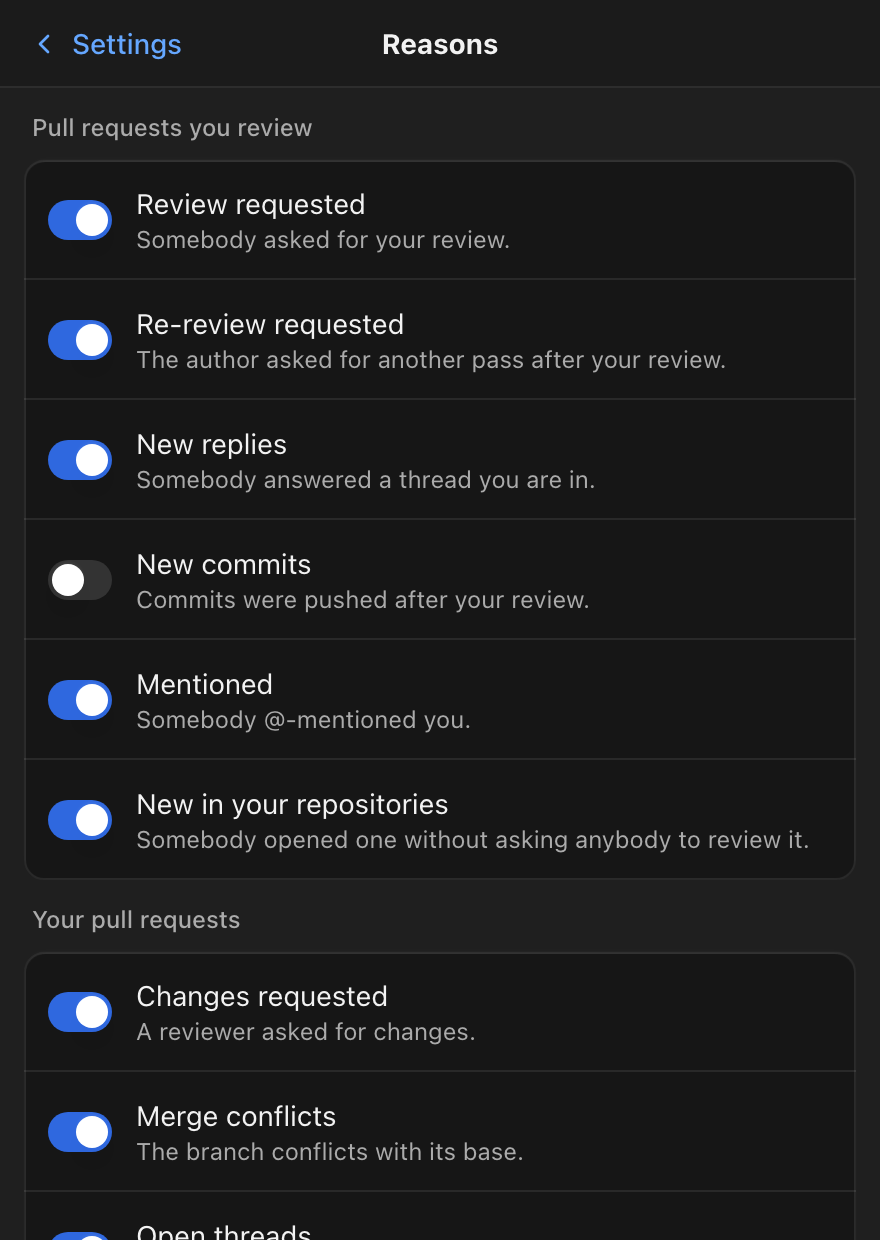 Settings
Reasons
Pull requests you review
Review requested
Somebody asked for your review.
Re-review requested
The author asked for another pass after your review.
New replies
Somebody answered a thread you are in.
New commits
Commits were pushed after your review.
Mentioned
Somebody @-mentioned you.
New in your repositories
Somebody opened one without asking anybody to review it.
Your pull requests
Changes requested
A reviewer asked for changes.
Merge conflicts
The branch conflicts with its base.
Open threads